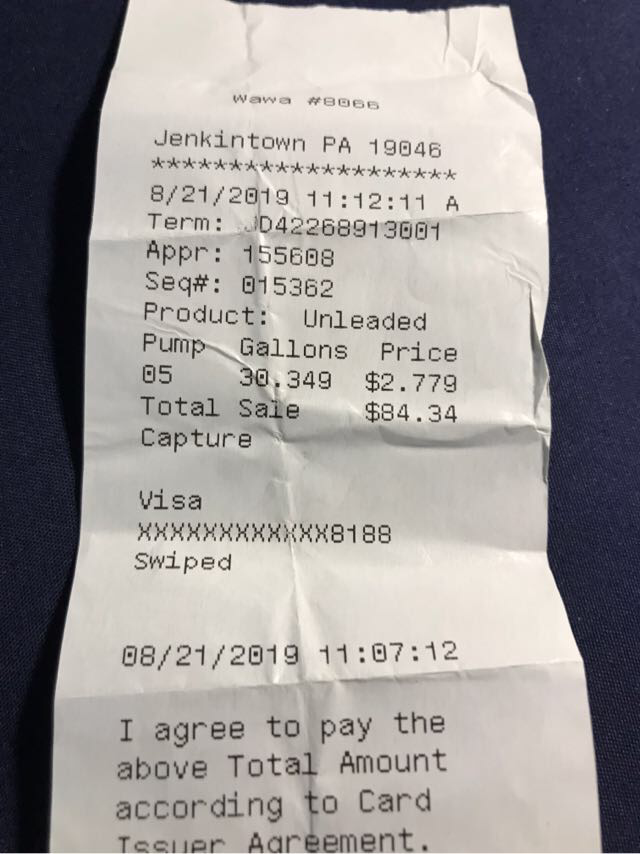 Wawa #8066
Jenkintown PA 19046
********************
8/21/2019 11:12:11 A
Term: JD42268913001
Appr: 155608
Seq#: 015362
Product: Unleaded
Pump Gallons Price
05 30.349 $2.779
Total Sale $84.34
Capture
Visa
XXXXXXXXXXXX8188
Swiped
08/21/2019 11:07:12
I agree to pay the
above Total Amount
according to Card
Issuer Agreement.